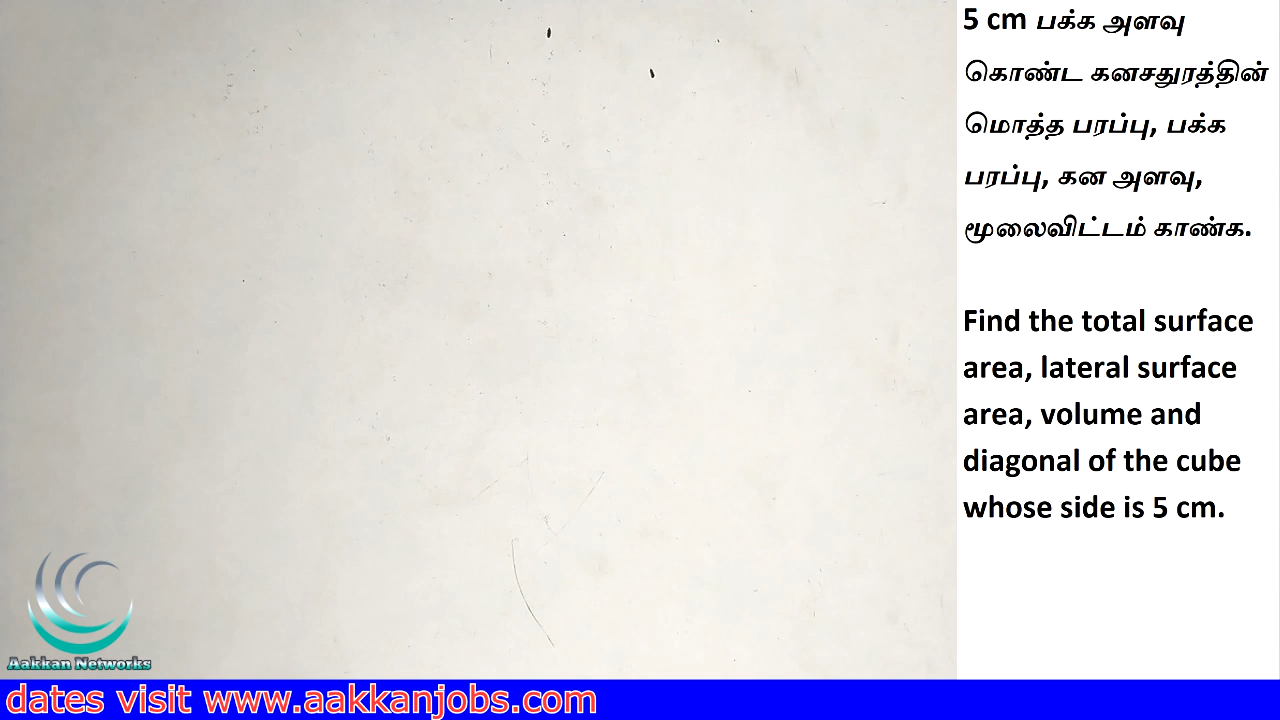 5 cm பக்க அளவு
கொண்ட கனசதுரத்தின்
மொத்த பரப்பு, பக்க
பரப்பு, கன அளவு,
மூலைவிட்டம் காண்க.
Find the total surface
area, lateral surface
area, volume and
diagonal of the cube
whose side is 5 cm.
Aakkan Networks
dates visit www.aakkanjobs.com